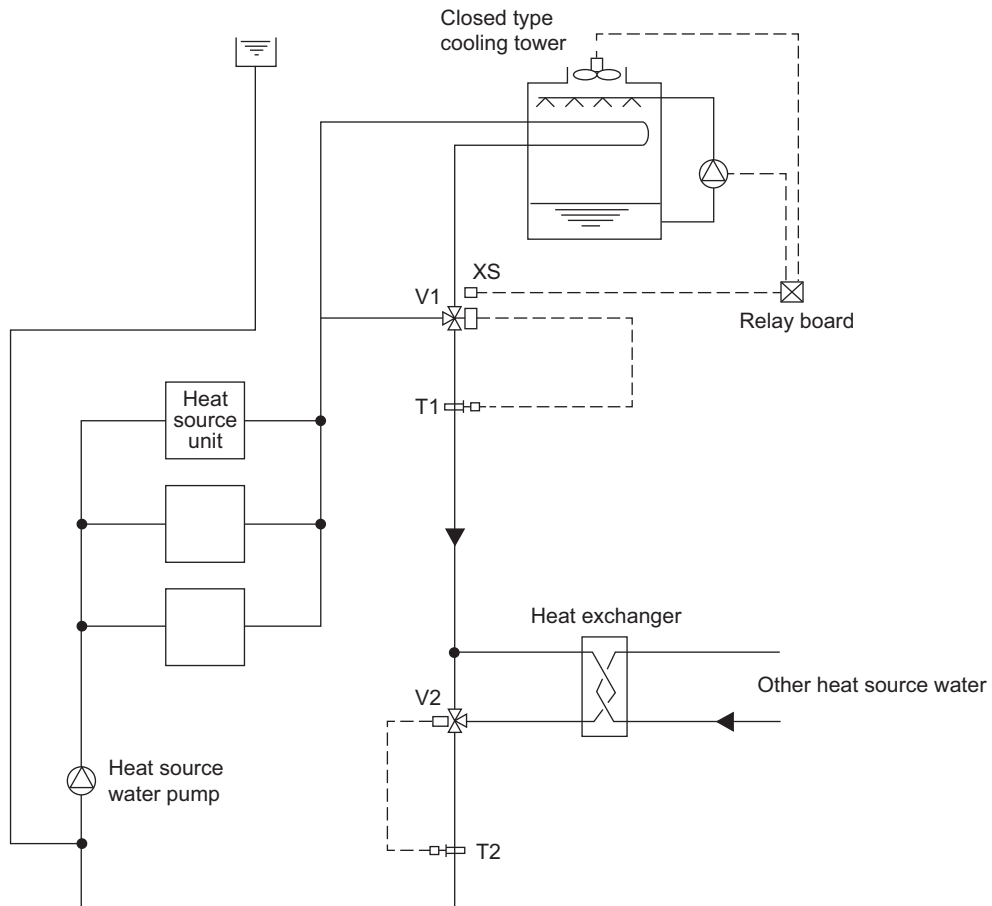 Closed type
cooling tower
XS
V1
Relay board
T1
Heat
source
unit
Heat exchanger
Other heat source water
V2
Heat source
water pump
T2